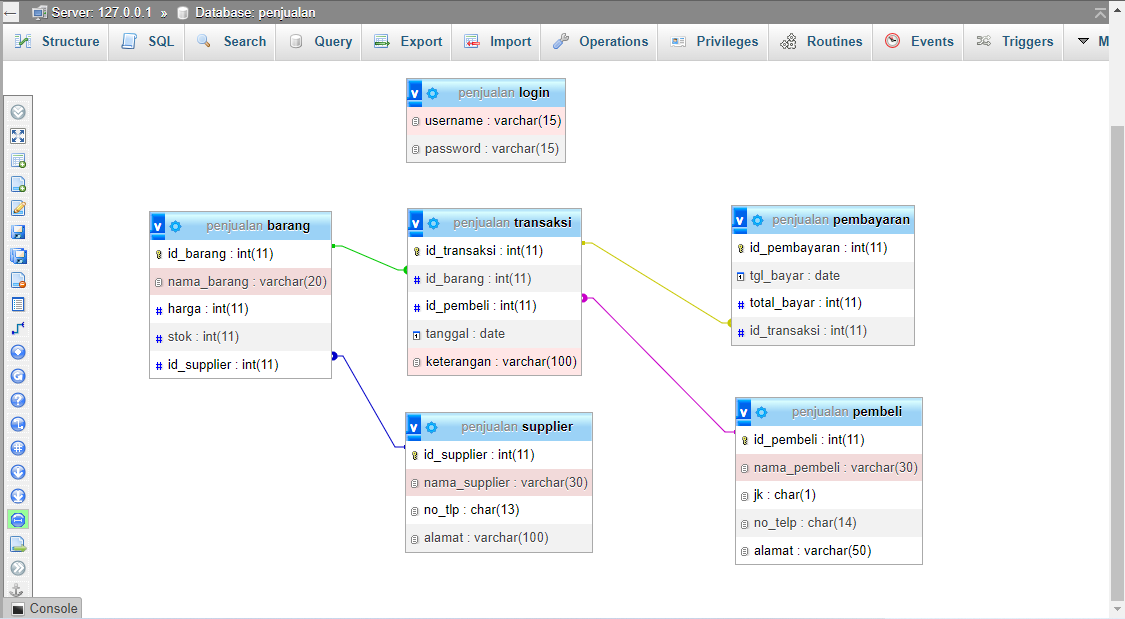 Server: 127.0.0.1 » Database: penjualan
Structure SQL Search Query Export Import Operations Privileges Routines Events Triggers M
v penjualan login
username : varchar(15)
password : varchar(15)
v penjualan barang
id_barang : int(11)
nama_barang : varchar(20)
# harga : int(11)
# stok : int(11)
# id_supplier : int(11)
v penjualan transaksi
id_transaksi : int(11)
# id_barang : int(11)
# id_pembeli : int(11)
tanggal : date
keterangan : varchar(100)
v penjualan pembayaran
id_pembayaran : int(11)
tgl_bayar : date
# total_bayar : int(11)
# id_transaksi : int(11)
v penjualan supplier
id_supplier : int(11)
nama_supplier : varchar(30)
no_tlp : char(13)
alamat : varchar(100)
v penjualan pembeli
id_pembeli : int(11)
nama_pembeli : varchar(30)
jk : char(1)
no_telp : char(14)
alamat : varchar(50)
Console